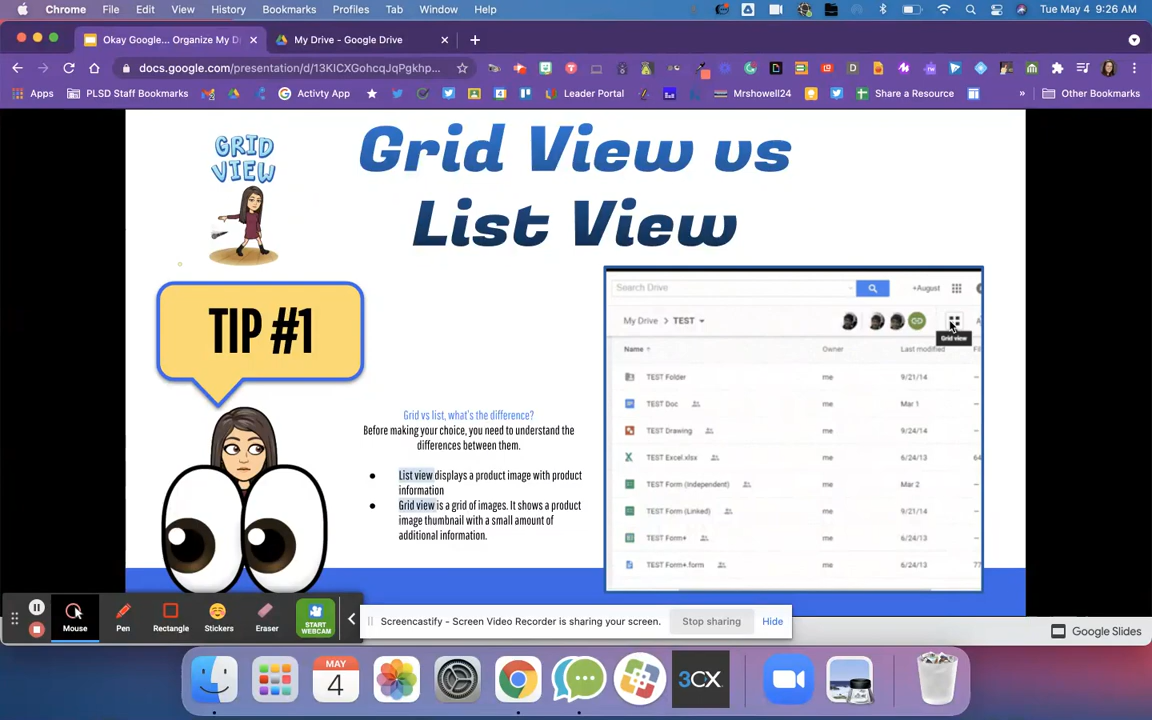 Chrome File Edit View History Bookmarks Profiles Tab Window Help Tue May 4 9:26 AM
Okay Google... Organize My Dr
My Drive - Google Drive
docs.google.com/presentation/d/13KICXGohcqJqPgkhp...
Apps PLSD Staff Bookmarks Activty App Leader Portal Mrshowell24 Share a Resource » Other Bookmarks
GRID
VIEW
Grid View vs
List View
TIP #1
Grid vs list, what's the difference?
Before making your choice, you need to understand the
differences between them.
List view displays a product image with product
information
Grid view is a grid of images. It shows a product
image thumbnail with a small amount of
additional information.
Search Drive +August
My Drive > TEST
Grid view
Name Owner Last modified
TEST Folder me 9/21/14 –
TEST Doc me Mar 1 –
TEST Drawing me 9/24/14 –
TEST Excel.xlsx me 6/24/13 64
TEST Form (Independent) me Mar 2 –
TEST Form (Linked) me 9/21/14 –
TEST Form+ me 6/24/13 –
TEST Form+.form me 6/24/13 77
Mouse Pen Rectangle Stickers Eraser START
WEBCAM
Screencastify - Screen Video Recorder is sharing your screen. Stop sharing Hide
Google Slides
MAY
4
3CX